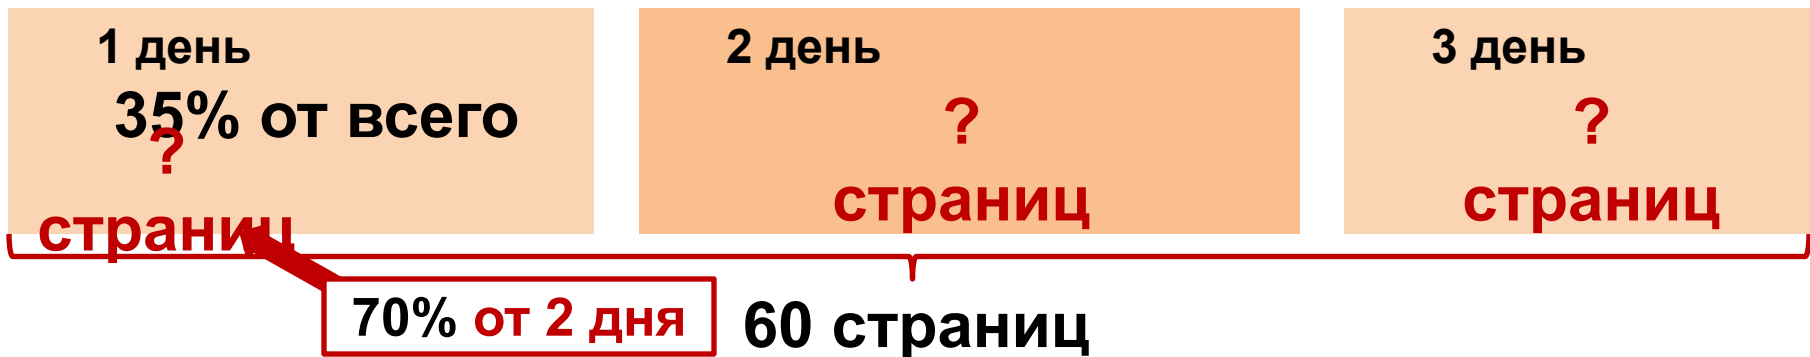 1 день
35% от всего
?
страниц
2 день
?
страниц
3 день
?
страниц
70% от 2 дня
60 страниц